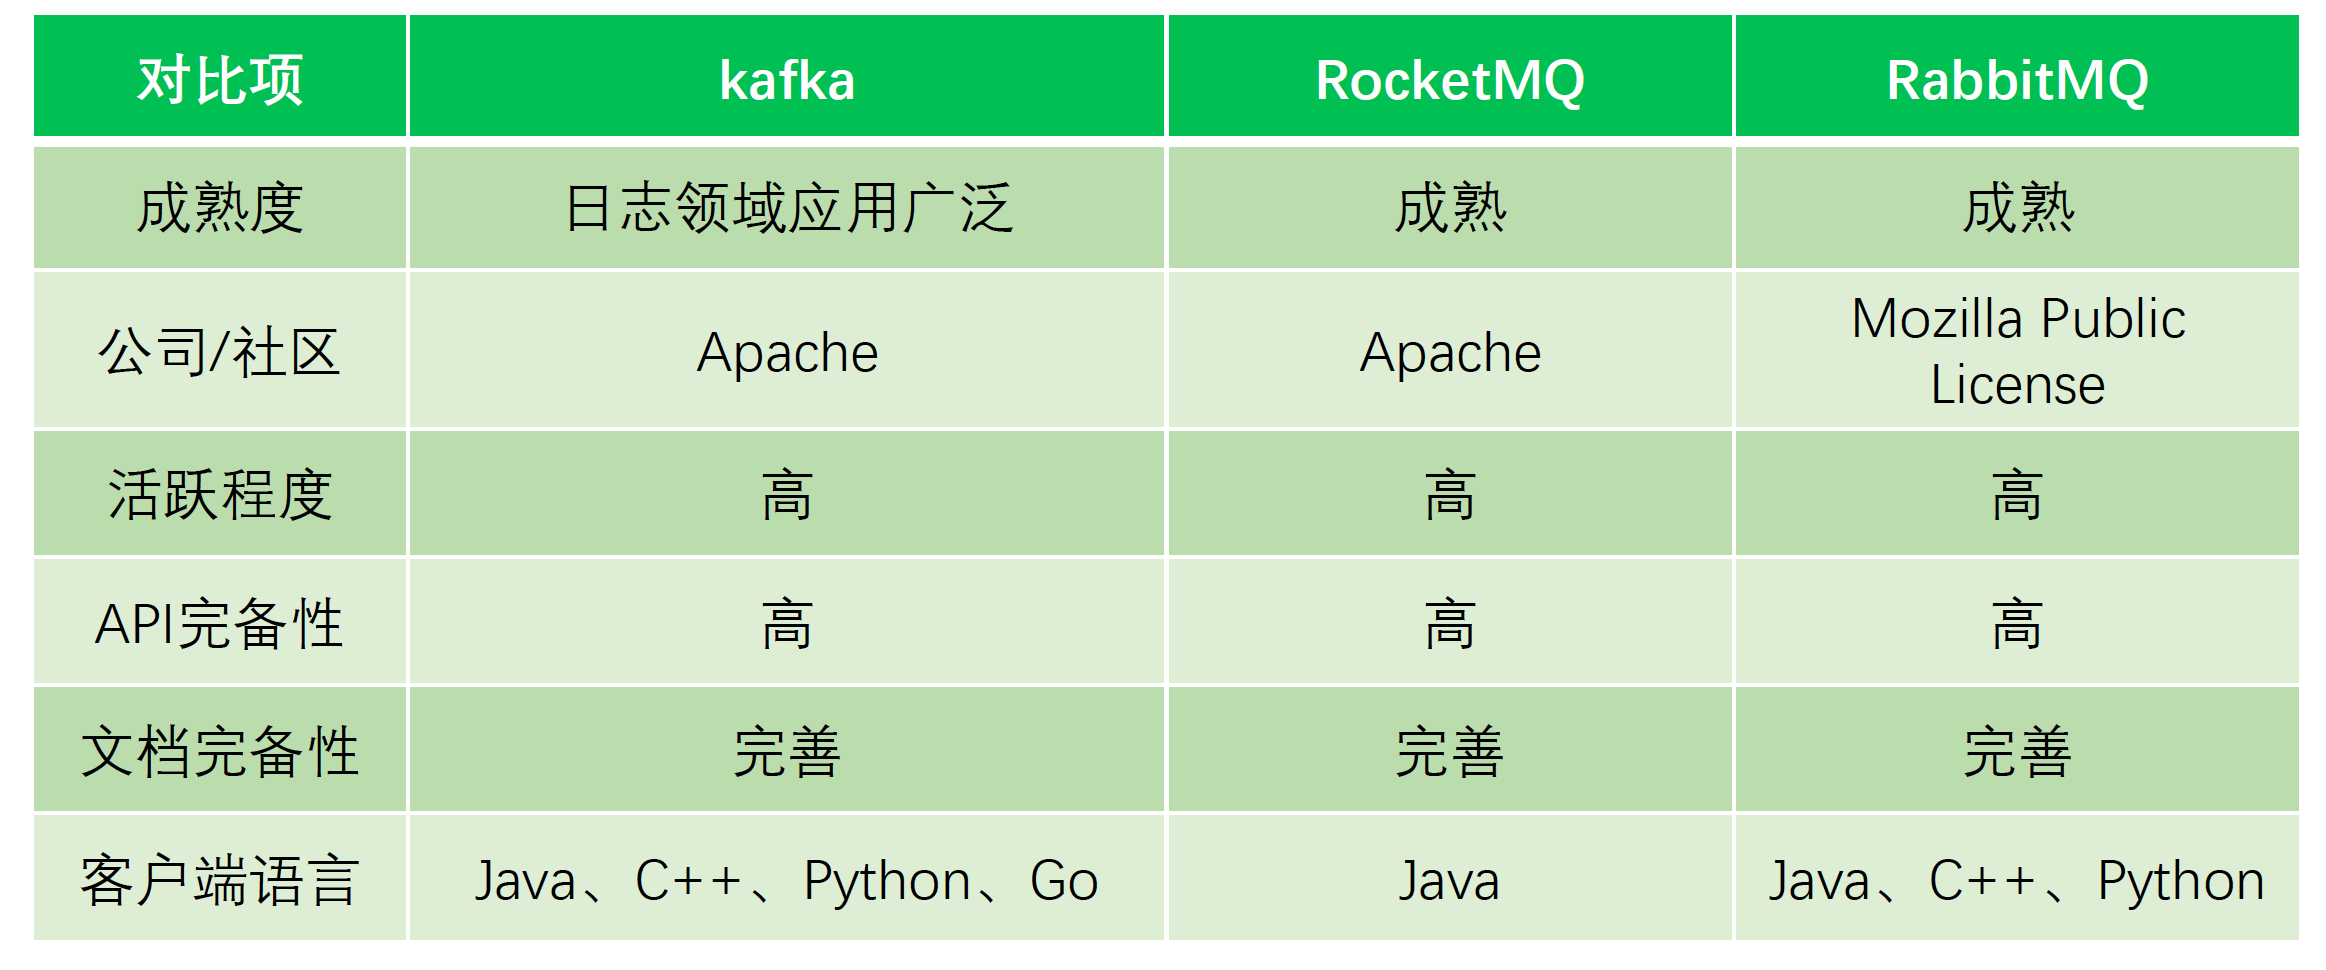 对比项 kafka RocketMQ RabbitMQ
成熟度 日志领域应用广泛 成熟 成熟
公司/社区 Apache Apache Mozilla Public
License
活跃程度 高 高 高
API完备性 高 高 高
文档完备性 完善 完善 完善
客户端语言 Java、C++、Python、Go Java Java、C++、Python